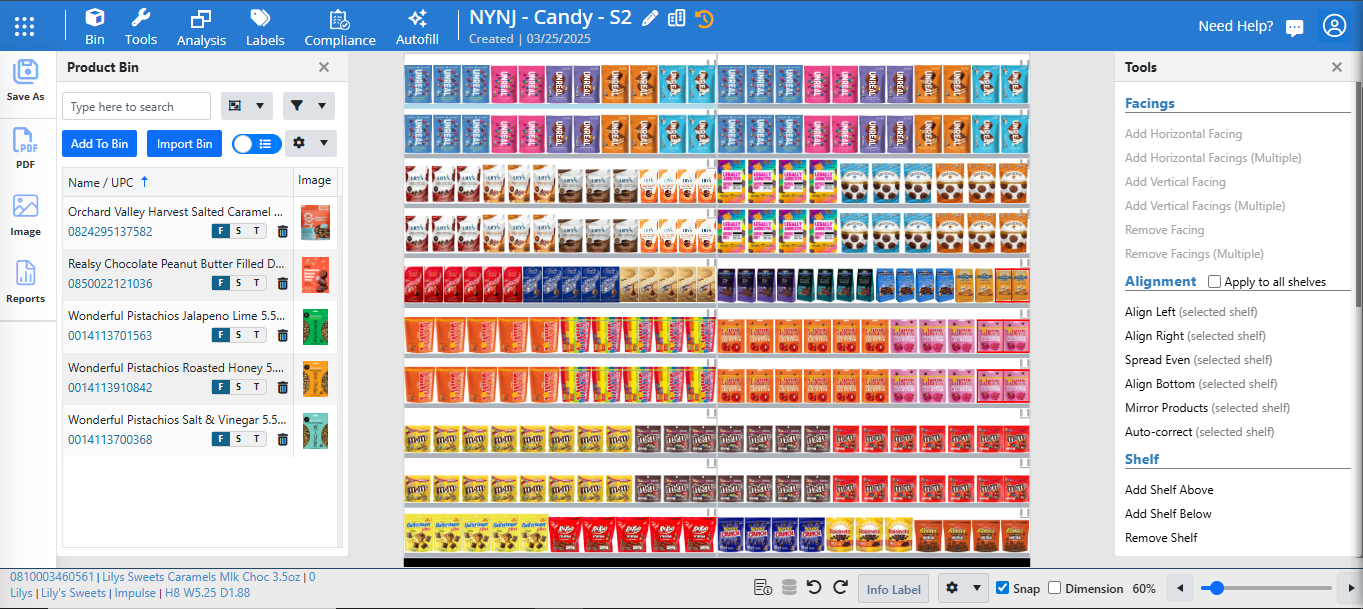 Bin
Tools
Analysis
Labels
Compliance
Autofill
NYNJ - Candy - S2
Created | 03/25/2025
Need Help?
Save As
PDF
PDF
Image
Reports
Product Bin
Type here to search
Add To Bin
Import Bin
Name / UPC
Image
Orchard Valley Harvest Salted Caramel ...
0824295137582
F S T
Realsy Chocolate Peanut Butter Filled D...
0850022121036
F S T
Wonderful Pistachios Jalapeno Lime 5.5...
0014113701563
F S T
Wonderful Pistachios Roasted Honey 5....
0014113910842
F S T
Wonderful Pistachios Salt & Vinegar 5.5...
0014113700368
F S T
Tools
Facings
Add Horizontal Facing
Add Horizontal Facings (Multiple)
Add Vertical Facing
Add Vertical Facings (Multiple)
Remove Facing
Remove Facings (Multiple)
Alignment
Apply to all shelves
Align Left (selected shelf)
Align Right (selected shelf)
Spread Even (selected shelf)
Align Bottom (selected shelf)
Mirror Products (selected shelf)
Auto-correct (selected shelf)
Shelf
Add Shelf Above
Add Shelf Below
Remove Shelf
0810003460561 | Lilys Sweets Caramels Mlk Choc 3.5oz | 0
Lilys | Lily's Sweets | Impulse | H8 W5.25 D1.88
Info Label
Snap
Dimension
60%